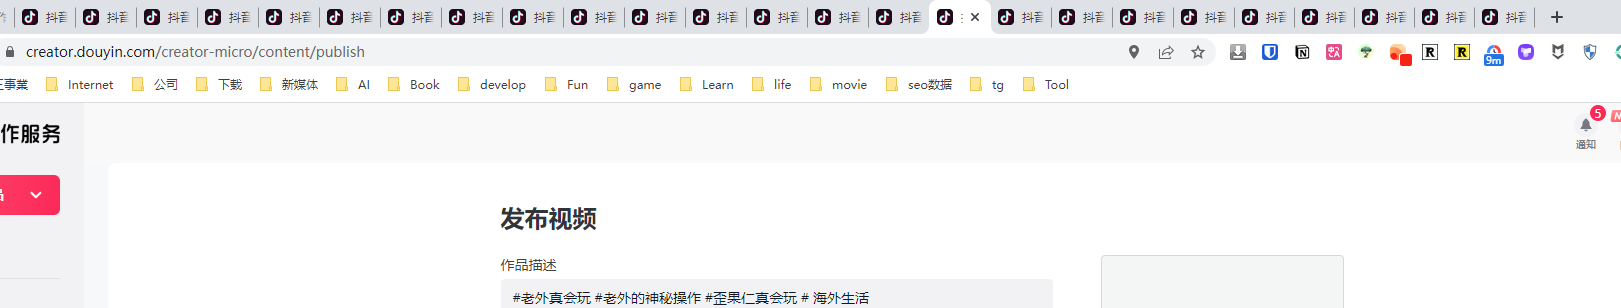 抖音 抖音 抖音 抖音 抖音 抖音 抖音 抖音 抖音 抖音 抖音 抖音 抖音 抖音 抖音 抖音 抖音 抖音 抖音 抖音 抖音 抖音 抖音 抖音
creator.douyin.com/creator-micro/content/publish
9m
事業 Internet 公司 下载 新媒体 AI Book develop Fun game Learn life movie seo数据 tg Tool
作服务
5
通知
发布视频
作品描述
#老外真会玩 #老外的神秘操作 #歪果仁真会玩 # 海外生活